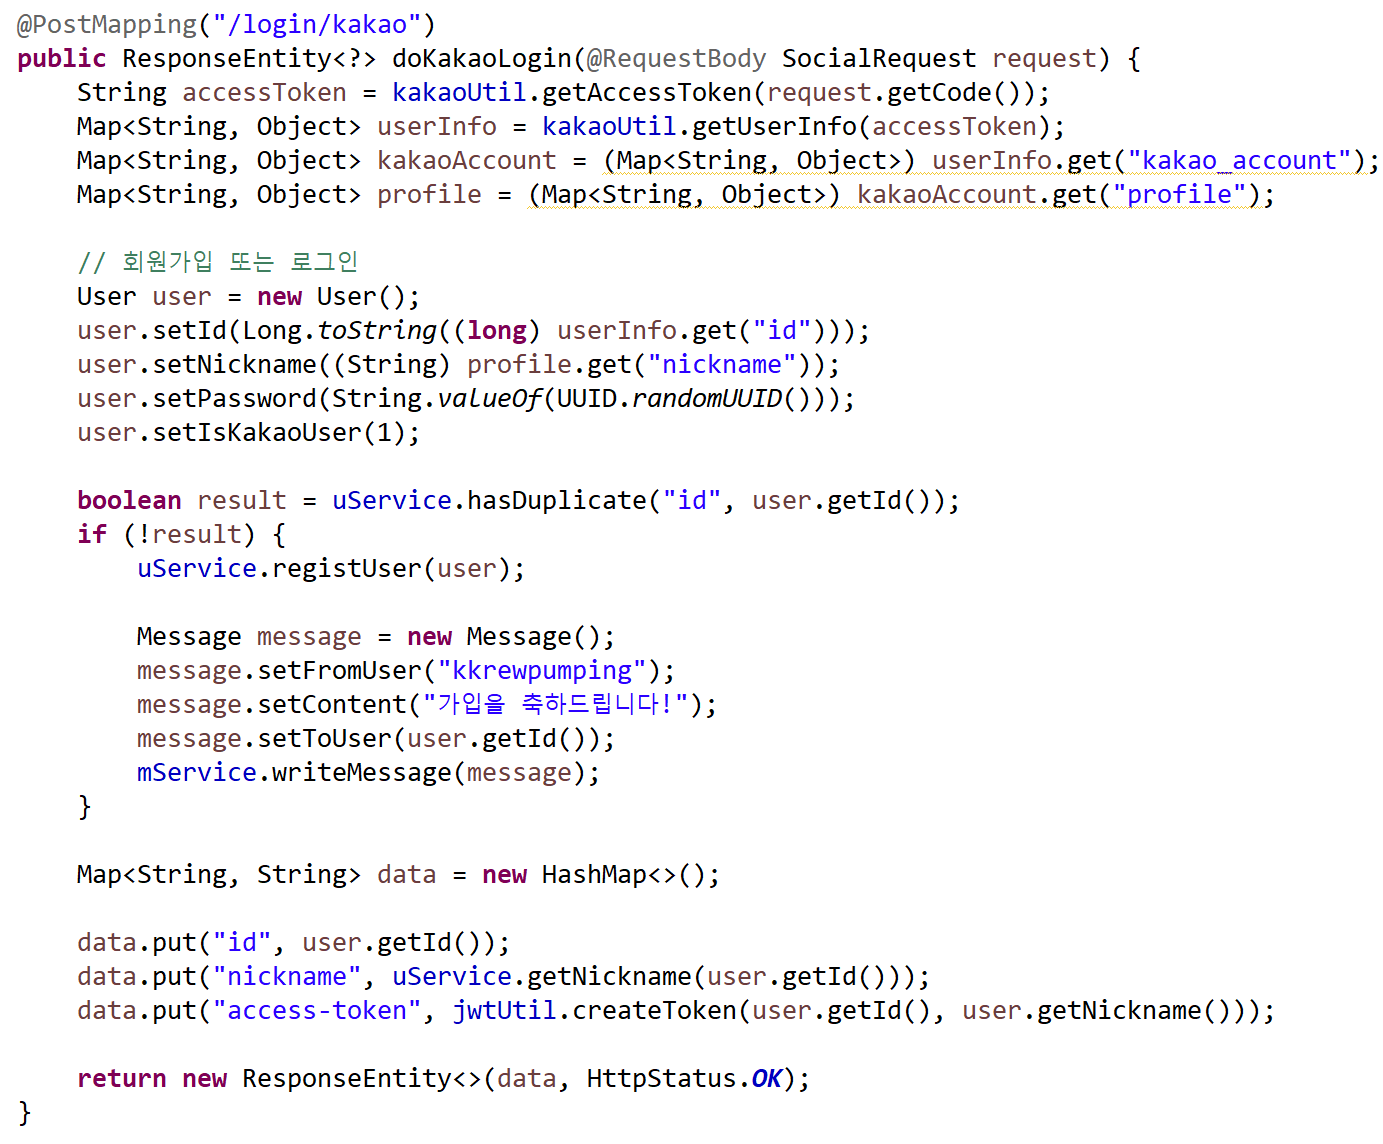 @PostMapping("/login/kakao")
public ResponseEntity<?> doKakaoLogin(@RequestBody SocialRequest request) {
    String accessToken = kakaoUtil.getAccessToken(request.getCode());
    Map<String, Object> userInfo = kakaoUtil.getUserInfo(accessToken);
    Map<String, Object> kakaoAccount = (Map<String, Object>) userInfo.get("kakao_account");
    Map<String, Object> profile = (Map<String, Object>) kakaoAccount.get("profile");

    // 회원가입 또는 로그인
    User user = new User();
    user.setId(Long.toString((long) userInfo.get("id")));
    user.setNickname((String) profile.get("nickname"));
    user.setPassword(String.valueOf(UUID.randomUUID()));
    user.setIsKakaoUser(1);

    boolean result = uService.hasDuplicate("id", user.getId());
    if (!result) {
        uService.registUser(user);

        Message message = new Message();
        message.setFromUser("kkrewpumping");
        message.setContent("가입을 축하드립니다!");
        message.setToUser(user.getId());
        mService.writeMessage(message);
    }

    Map<String, String> data = new HashMap<>();

    data.put("id", user.getId());
    data.put("nickname", uService.getNickname(user.getId()));
    data.put("access-token", jwtUtil.createToken(user.getId(), user.getNickname()));

    return new ResponseEntity<>(data, HttpStatus.OK);
}